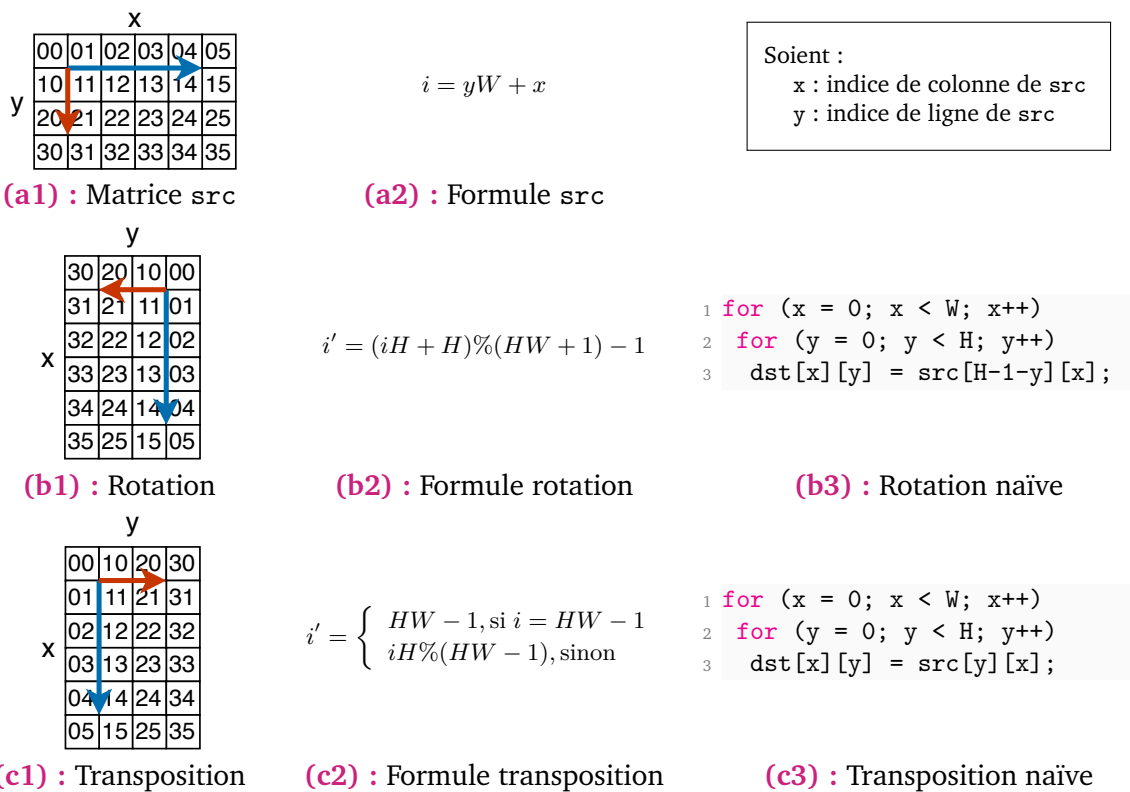 x
00 01 02 03 04 05
10 11 12 13 14 15
y
20 21 22 23 24 25
30 31 32 33 34 35
(a1) : Matrice src
i = yW + x
(a2) : Formule src
Soient :
x : indice de colonne de src
y : indice de ligne de src
y
30 20 10 00
31 21 11 01
32 22 12 02
x
33 23 13 03
34 24 14 04
35 25 15 05
(b1) : Rotation
i′ = (iH + H)%(HW + 1) − 1
(b2) : Formule rotation
1 for (x = 0; x < W; x++)
2 for (y = 0; y < H; y++)
3 dst[x][y] = src[H-1-y][x];
(b3) : Rotation naïve
y
00 10 20 30
01 11 21 31
02 12 22 32
x
03 13 23 33
04 14 24 34
05 15 25 35
(c1) : Transposition
i′ = { HW − 1, si i = HW − 1
iH%(HW − 1), sinon
(c2) : Formule transposition
1 for (x = 0; x < W; x++)
2 for (y = 0; y < H; y++)
3 dst[x][y] = src[y][x];
(c3) : Transposition naïve